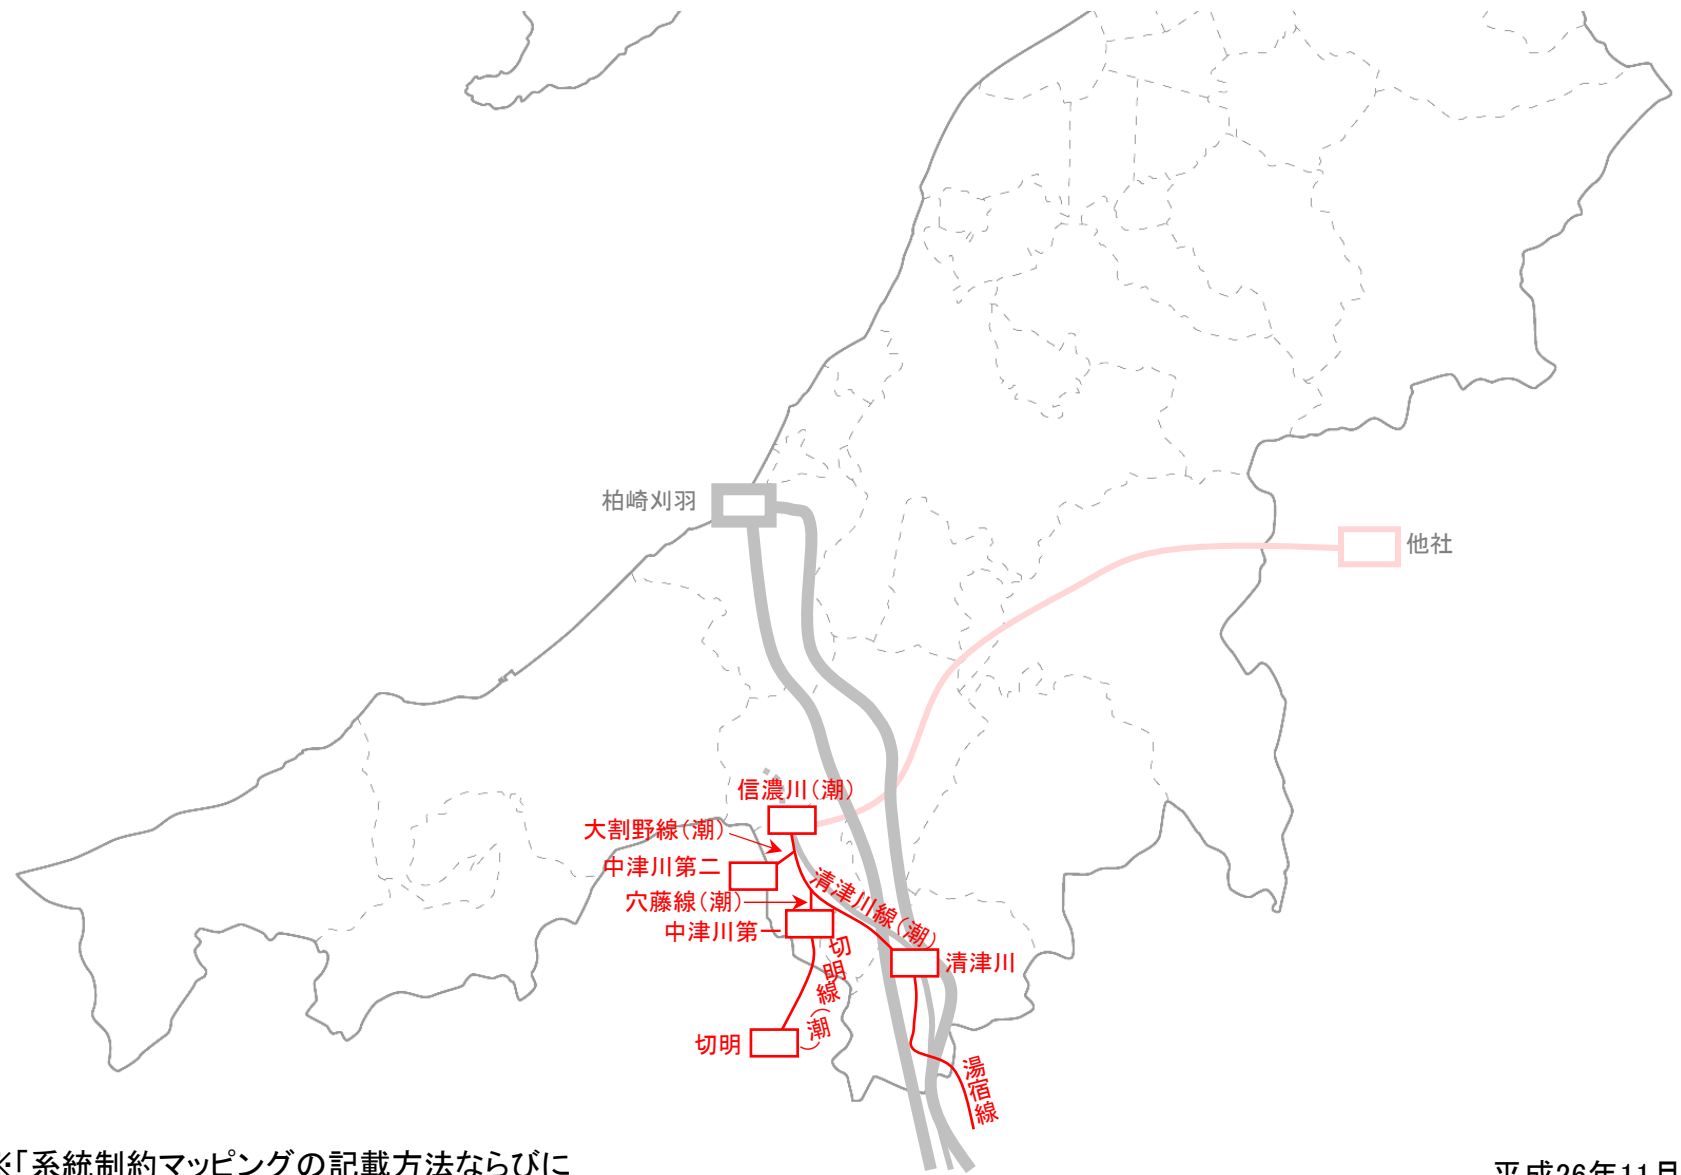 柏崎刈羽
他社
信濃川(潮)
大割野線(潮)
中津川第二
清津川線(潮)
穴藤線(潮)
中津川第一
切明線(潮)
清津川
切明
湯宿線
※「系統制約マッピングの記載方法ならびに
平成26年11月